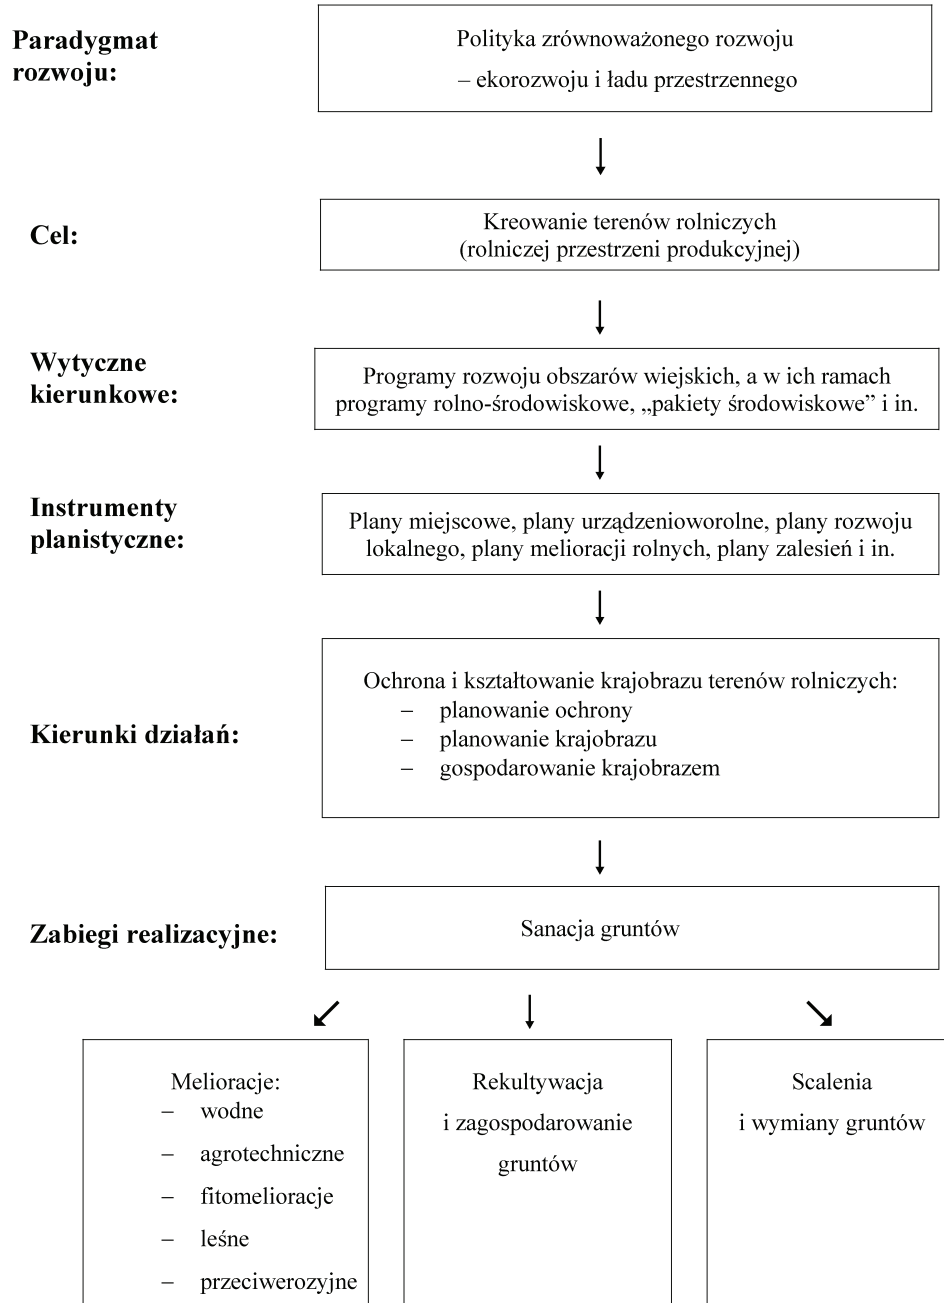 Paradygmat
rozwoju:
Polityka zrównoważonego rozwoju
– ekorozwoju i ładu przestrzennego
Cel:
Kreowanie terenów rolniczych
(rolniczej przestrzeni produkcyjnej)
Wytyczne
kierunkowe:
Programy rozwoju obszarów wiejskich, a w ich ramach
programy rolno-środowiskowe, „pakiety środowiskowe” i in.
Instrumenty
planistyczne:
Plany miejscowe, plany urządzenioworolne, plany rozwoju
lokalnego, plany melioracji rolnych, plany zalesień i in.
Kierunki działań:
Ochrona i kształtowanie krajobrazu terenów rolniczych:
– planowanie ochrony
– planowanie krajobrazu
– gospodarowanie krajobrazem
Zabiegi realizacyjne:
Sanacja gruntów
Melioracje:
– wodne
– agrotechniczne
– fitomelioracje
– leśne
– przeciwerozyjne
Rekultywacja
i zagospodarowanie
gruntów
Scalenia
i wymiany gruntów